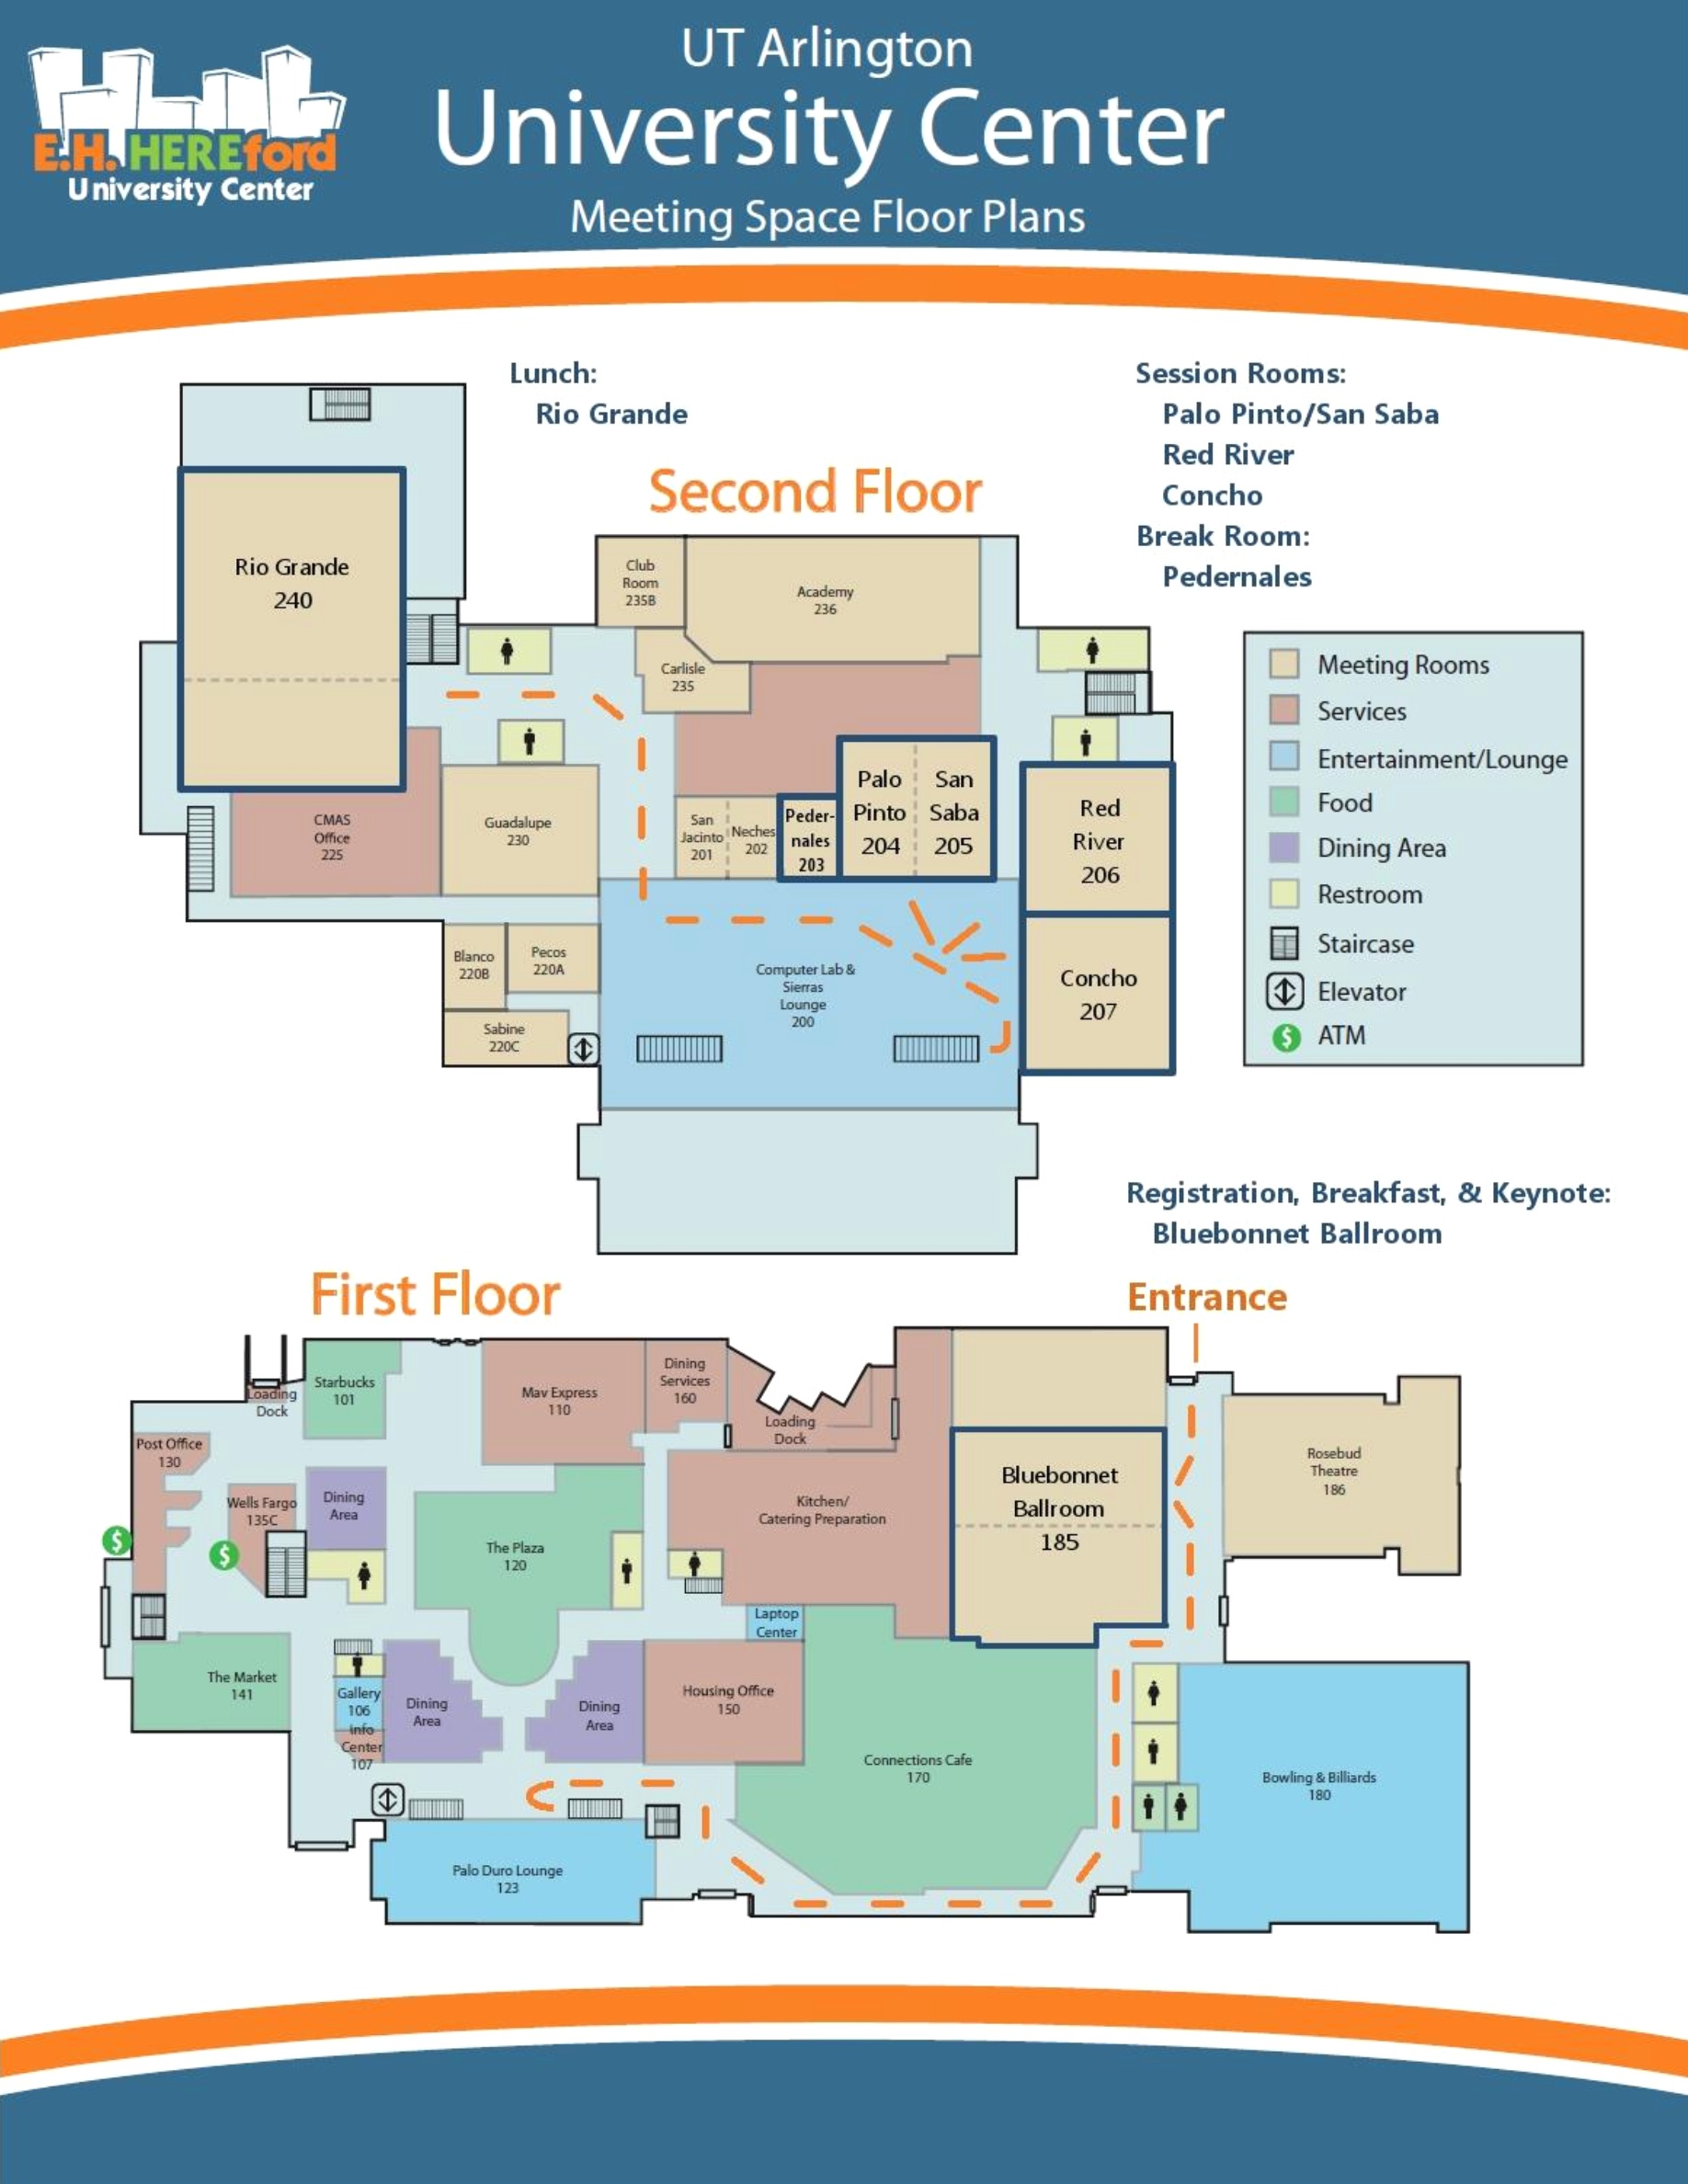 UT Arlington
University Center
Meeting Space Floor Plans
E.H. HEREford
University Center
Lunch:
Rio Grande
Session Rooms:
Palo Pinto/San Saba
Red River
Concho
Break Room:
Pedernales
Second Floor
Rio Grande
240
Club
Room
235B
Academy
236
Carlisle
235
CMAS
Office
225
Guadalupe
230
San
Jacinto
201
Neches
202
Peder-
nales
203
Palo
Pinto
204
San
Saba
205
Red
River
206
Concho
207
Blanco
220B
Pecos
220A
Sabine
220C
Computer Lab &
Sierras
Lounge
200
Meeting Rooms
Services
Entertainment/Lounge
Food
Dining Area
Restroom
Staircase
Elevator
$ ATM
Registration, Breakfast, & Keynote:
Bluebonnet Ballroom
First Floor
Entrance
Loading
Dock
Starbucks
101
Mav Express
110
Dining
Services
160
Loading
Dock
Post Office
130
Wells Fargo
135C
$
$
Dining
Area
The Plaza
120
Kitchen/
Catering Preparation
Bluebonnet
Ballroom
185
Rosebud
Theatre
186
Laptop
Center
The Market
141
Gallery
106
Info
Center
107
Dining
Area
Dining
Area
Housing Office
150
Connections Cafe
170
Bowling & Billiards
180
Palo Duro Lounge
123